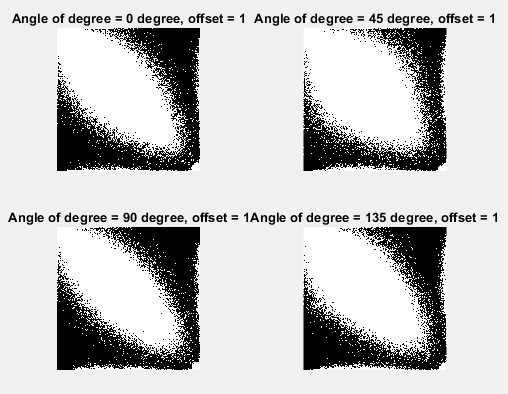 Angle of degree = 0 degree, offset = 1
Angle of degree = 45 degree, offset = 1
Angle of degree = 90 degree, offset = 1
Angle of degree = 135 degree, offset = 1